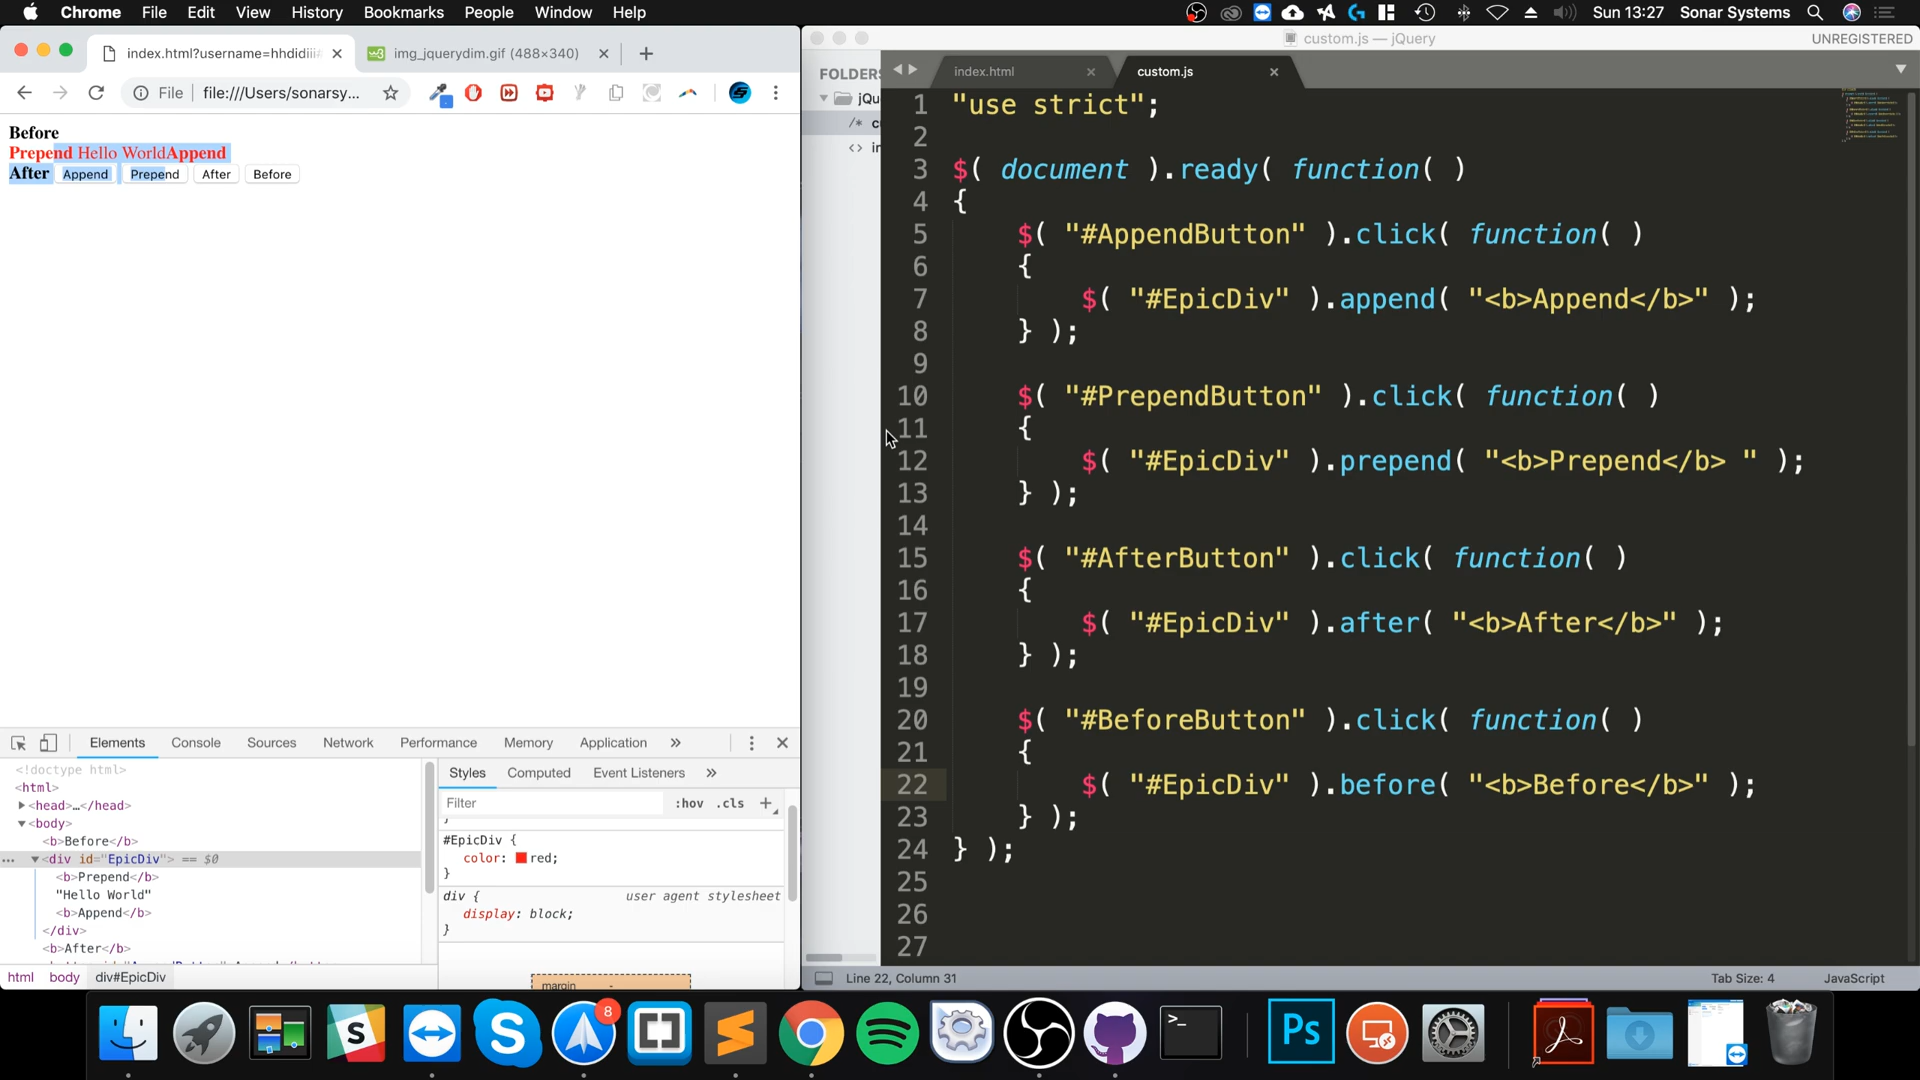 Chrome File Edit View History Bookmarks People Window Help
Sun 13:27 Sonar Systems
index.html?username=hhdidiii
img_jquerydim.gif (488×340)
File file:///Users/sonarsy...
Before
Prepend Hello WorldAppend
After Append Prepend After Before
custom.js — jQuery
UNREGISTERED
FOLDERS
jQu
/* cu
<> in
index.html
custom.js
1 "use strict";
2
3 $( document ).ready( function( )
4 {
5 $( "#AppendButton" ).click( function( )
6 {
7 $( "#EpicDiv" ).append( "<b>Append</b>" );
8 } );
9
10 $( "#PrependButton" ).click( function( )
11 {
12 $( "#EpicDiv" ).prepend( "<b>Prepend</b> " );
13 } );
14
15 $( "#AfterButton" ).click( function( )
16 {
17 $( "#EpicDiv" ).after( "<b>After</b>" );
18 } );
19
20 $( "#BeforeButton" ).click( function( )
21 {
22 $( "#EpicDiv" ).before( "<b>Before</b>" );
23 } );
24 } );
25
26
27
Line 22, Column 31
Tab Size: 4
JavaScript
Elements Console Sources Network Performance Memory Application »
<!doctype html>
<html>
<head>…</head>
<body>
<b>Before</b>
<div id="EpicDiv"> == $0
<b>Prepend</b>
"Hello World"
<b>Append</b>
</div>
<b>After</b>
html body div#EpicDiv
Styles Computed Event Listeners »
Filter :hov .cls +
}
#EpicDiv {
color: red;
}
div { user agent stylesheet
display: block;
}
margin -
8
S
S
>_
Ps